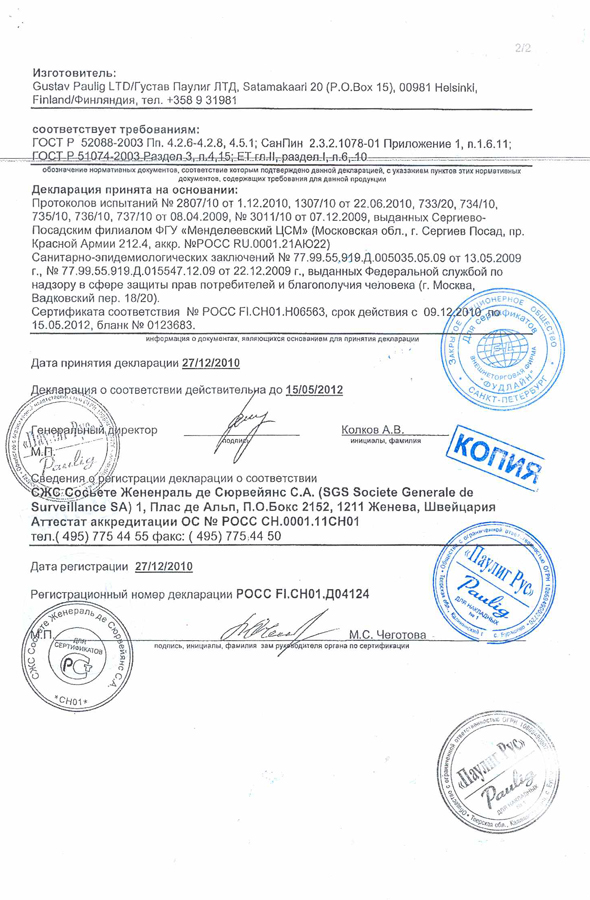 2/2
Изготовитель:
Gustav Paulig LTD/Густав Паулиг ЛТД, Satamakaari 20 (P.O.Box 15), 00981 Helsinki,
Finland/Финляндия, тел. +358 9 31981
соответствует требованиям:
ГОСТ Р 52088-2003 Пп. 4.2.6-4.2.8, 4.5.1; СанПин 2.3.2.1078-01 Приложение 1, п.1.6.11;
ГОСТ Р 51074-2003 Раздел 3, п.4,15; ЕТ гл.II, раздел I, п.6, 10
обозначение нормативных документов, соответствие которым подтверждено данной декларацией, с указанием пунктов этих нормативных
документов, содержащих требования для данной продукции
Декларация принята на основании:
Протоколов испытаний № 2807/10 от 1.12.2010, 1307/10 от 22.06.2010, 733/20, 734/10,
735/10, 736/10, 737/10 от 08.04.2009, № 3011/10 от 07.12.2009, выданных Сергиево-
Посадским филиалом ФГУ «Менделеевский ЦСМ» (Московская обл., г. Сергиев Посад, пр.
Красной Армии 212.4, аккр. №РОСС RU.0001.21АЮ22)
Санитарно-эпидемиологических заключений № 77.99.55.919.Д.005035.05.09 от 13.05.2009
г., № 77.99.55.919.Д.015547.12.09 от 22.12.2009 г., выданных Федеральной службой по
надзору в сфере защиты прав потребителей и благополучия человека (г. Москва,
Вадковский пер. 18/20).
Сертификата соответствия № РОСС FI.СН01.Н06563, срок действия с 09.12.2010 по
15.05.2012, бланк № 0123683.
информация о документах, являющихся основанием для принятия декларации
ЗАКРЫТОЕ АКЦИОНЕРНОЕ ОБЩЕСТВО
Для сертификатов
ВНЕШНЕТОРГОВАЯ ФИРМА
"ФУДЛАЙН"
САНКТ-ПЕТЕРБУРГ
Дата принятия декларации 27/12/2010
Декларация о соответствии действительна до 15/05/2012
Генеральный директор
Колков А.В.
подпись
инициалы, фамилия
М.П.
Paulig
КОПИЯ
Сведения о регистрации декларации о соответствии
СЖС Сосьете Жененраль де Сюрвейянс С.А. (SGS Societe Generale de
Surveillance SA) 1, Плас де Альп, П.О.Бокс 2152, 1211 Женева, Швейцария
Аттестат аккредитации ОС № РОСС CH.0001.11СН01
тел.( 495) 775 44 55 факс: ( 495) 775 44 50
«Паулиг Рус»
Paulig
ДЛЯ НАКЛАДНЫХ
№ 1
Дата регистрации 27/12/2010
Регистрационный номер декларации РОСС FI.СН01.Д04124
М.П.
М.С. Чеготова
подпись, инициалы, фамилия зам руководителя органа по сертификации
СЖС Сосьете Женераль де Сюрвейянс С.А.
ДЛЯ
СЕРТИФИКАТОВ
*СН01*
«Паулиг Рус»
Paulig
ДЛЯ НАКЛАДНЫХ